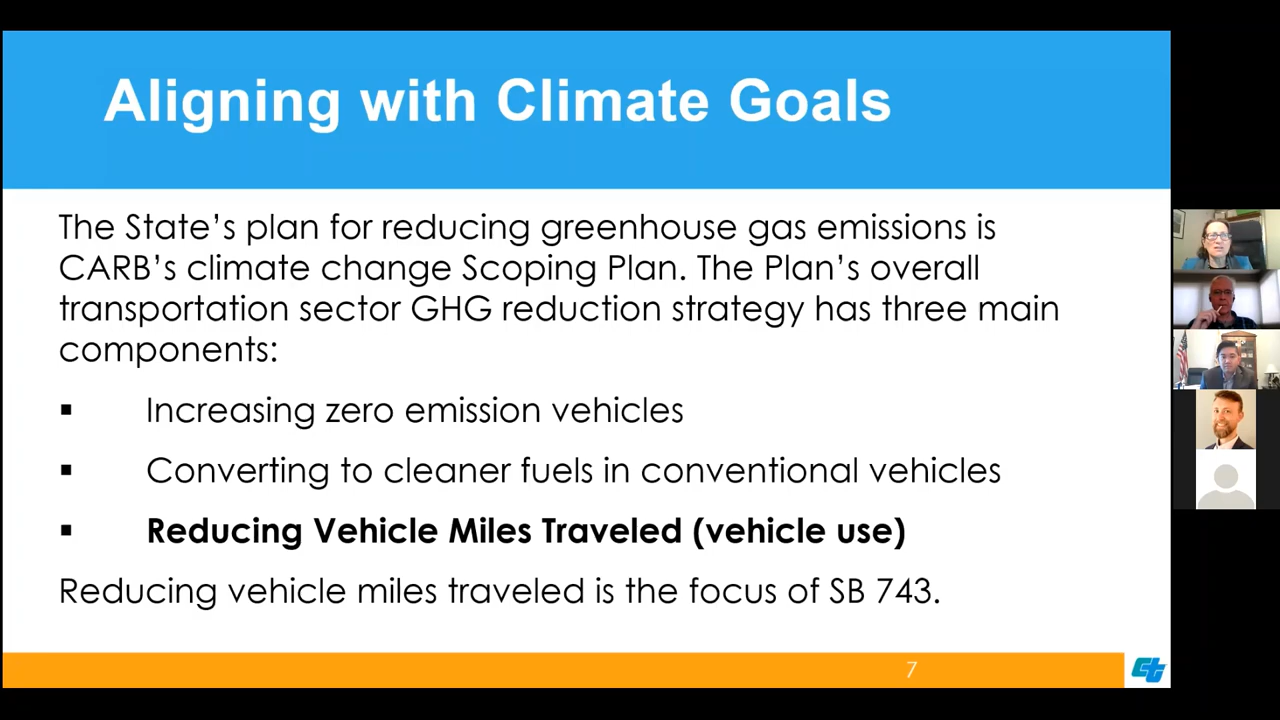 Aligning with Climate Goals
The State’s plan for reducing greenhouse gas emissions is
CARB’s climate change Scoping Plan. The Plan’s overall
transportation sector GHG reduction strategy has three main
components:
▪ Increasing zero emission vehicles
▪ Converting to cleaner fuels in conventional vehicles
▪ Reducing Vehicle Miles Traveled (vehicle use)
Reducing vehicle miles traveled is the focus of SB 743.
7
ct